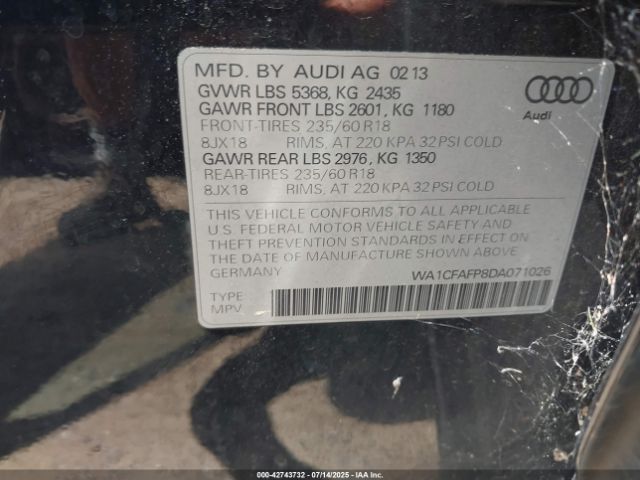 MFD. BY AUDI AG 02 13
GVWR LBS 5368, KG 2435
GAWR FRONT LBS 2601, KG 1180
FRONT-TIRES 235/60 R18
8JX18 RIMS, AT 220 KPA 32 PSI COLD
GAWR REAR LBS 2976, KG 1350
REAR-TIRES 235/60 R18
8JX18 RIMS, AT 220 KPA 32 PSI COLD
Audi
THIS VEHICLE CONFORMS TO ALL APPLICABLE
U.S. FEDERAL MOTOR VEHICLE SAFETY AND
THEFT PREVENTION STANDARDS IN EFFECT ON
THE DATE OF MANUFACTURE SHOWN ABOVE.
GERMANY WA1CFAFP8DA071026
TYPE
MPV
000-42743732 - 07/14/2025 - IAA Inc.